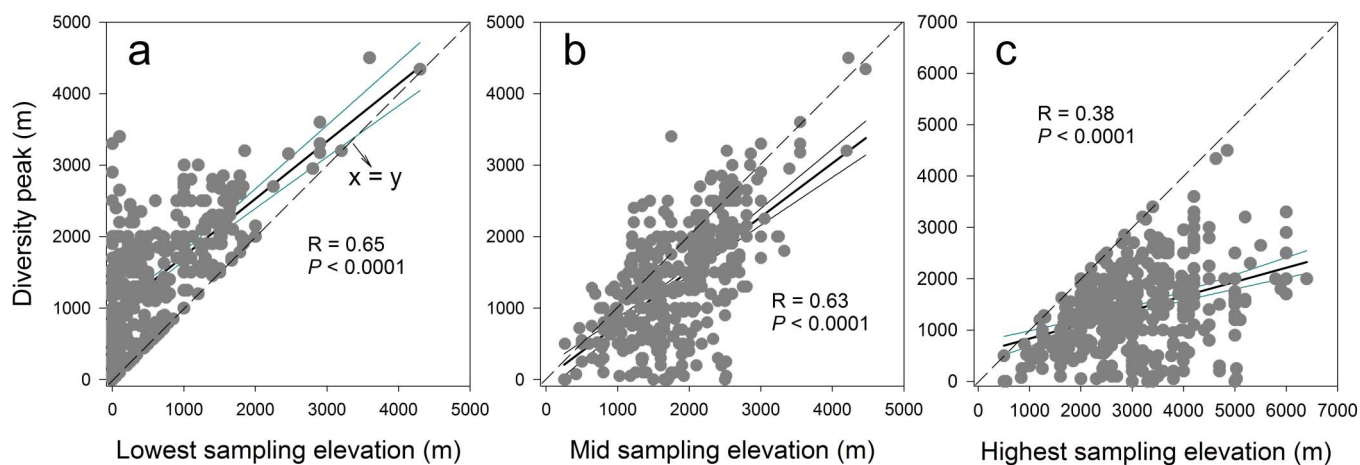 a
b
c
Diversity peak (m)
5000
4000
3000
2000
1000
0
x = y
R = 0.65
P < 0.0001
0 1000 2000 3000 4000 5000
Lowest sampling elevation (m)
5000
4000
3000
2000
1000
0
R = 0.63
P < 0.0001
0 1000 2000 3000 4000 5000
Mid sampling elevation (m)
7000
6000
5000
4000
3000
2000
1000
0
R = 0.38
P < 0.0001
0 1000 2000 3000 4000 5000 6000 7000
Highest sampling elevation (m)